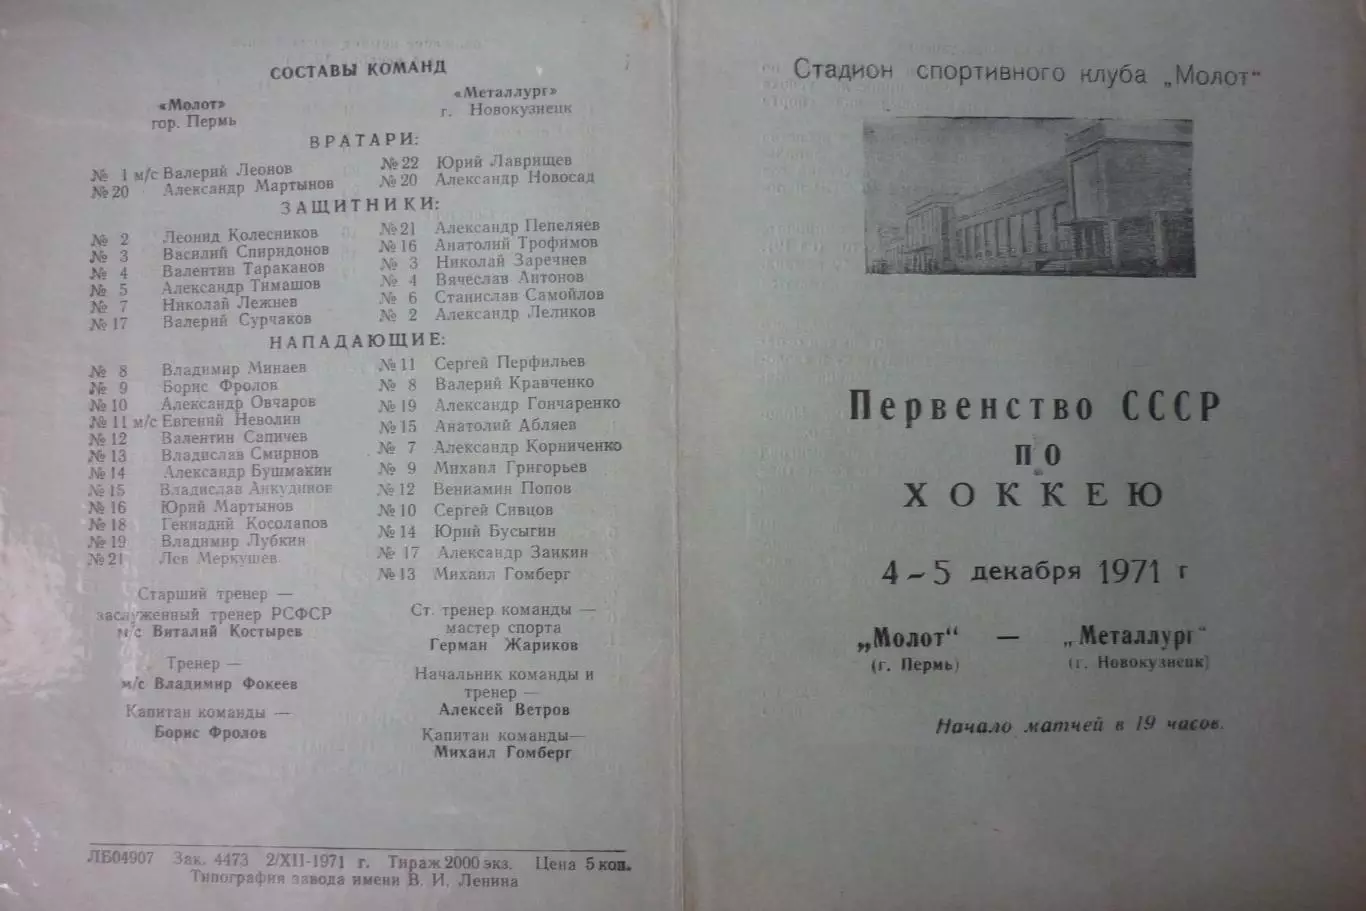 СОСТАВЫ КОМАНД
«Молот»
гор. Пермь
«Металлург»
г. Новокузнецк
ВРАТАРИ:
№ 1 м/с Валерий Леонов
№ 20 Александр Мартынов
№ 22 Юрий Лаврищев
№ 20 Александр Новосад
ЗАЩИТНИКИ:
№ 2 Леонид Колесников
№ 3 Василий Спиридонов
№ 4 Валентин Тараканов
№ 5 Александр Тимашов
№ 7 Николай Лежнев
№ 17 Валерий Сурчаков
№ 21 Александр Пепеляев
№ 16 Анатолий Трофимов
№ 3 Николай Заречнев
№ 4 Вячеслав Антонов
№ 6 Станислав Самойлов
№ 2 Александр Леликов
НАПАДАЮЩИЕ:
№ 8 Владимир Минаев
№ 9 Борис Фролов
№ 10 Александр Овчаров
№ 11 м/с Евгений Неволин
№ 12 Валентин Сапичев
№ 13 Владислав Смирнов
№ 14 Александр Бушмакин
№ 15 Владислав Анкудинов
№ 16 Юрий Мартынов
№ 18 Геннадий Косолапов
№ 19 Владимир Лубкин
№ 21 Лев Меркушев
№ 11 Сергей Перфильев
№ 8 Валерий Кравченко
№ 19 Александр Гончаренко
№ 15 Анатолий Абляев
№ 7 Александр Корниченко
№ 9 Михаил Григорьев
№ 12 Вениамин Попов
№ 10 Сергей Сивцов
№ 14 Юрий Бусыгин
№ 17 Александр Заикин
№ 13 Михаил Гомберг
Старший тренер —
заслуженный тренер РСФСР
м/с Виталий Костырев
Тренер —
м/с Владимир Фокеев
Капитан команды —
Борис Фролов
Ст. тренер команды —
мастер спорта
Герман Жариков
Начальник команды и
тренер —
Алексей Ветров
Капитан команды—
Михаил Гомберг
ЛБ04907 Зак. 4473 2/XII-1971 г. Тираж 2000 экз. Цена 5 коп.
Типография завода имени В. И. Ленина
Стадион спортивного клуба „Молот“
Первенство СССР
ПО
ХОККЕЮ
4-5 декабря 1971 г
„Молот“ — „Металлург“
(г. Пермь) (г. Новокузнецк)
Начало матчей в 19 часов.